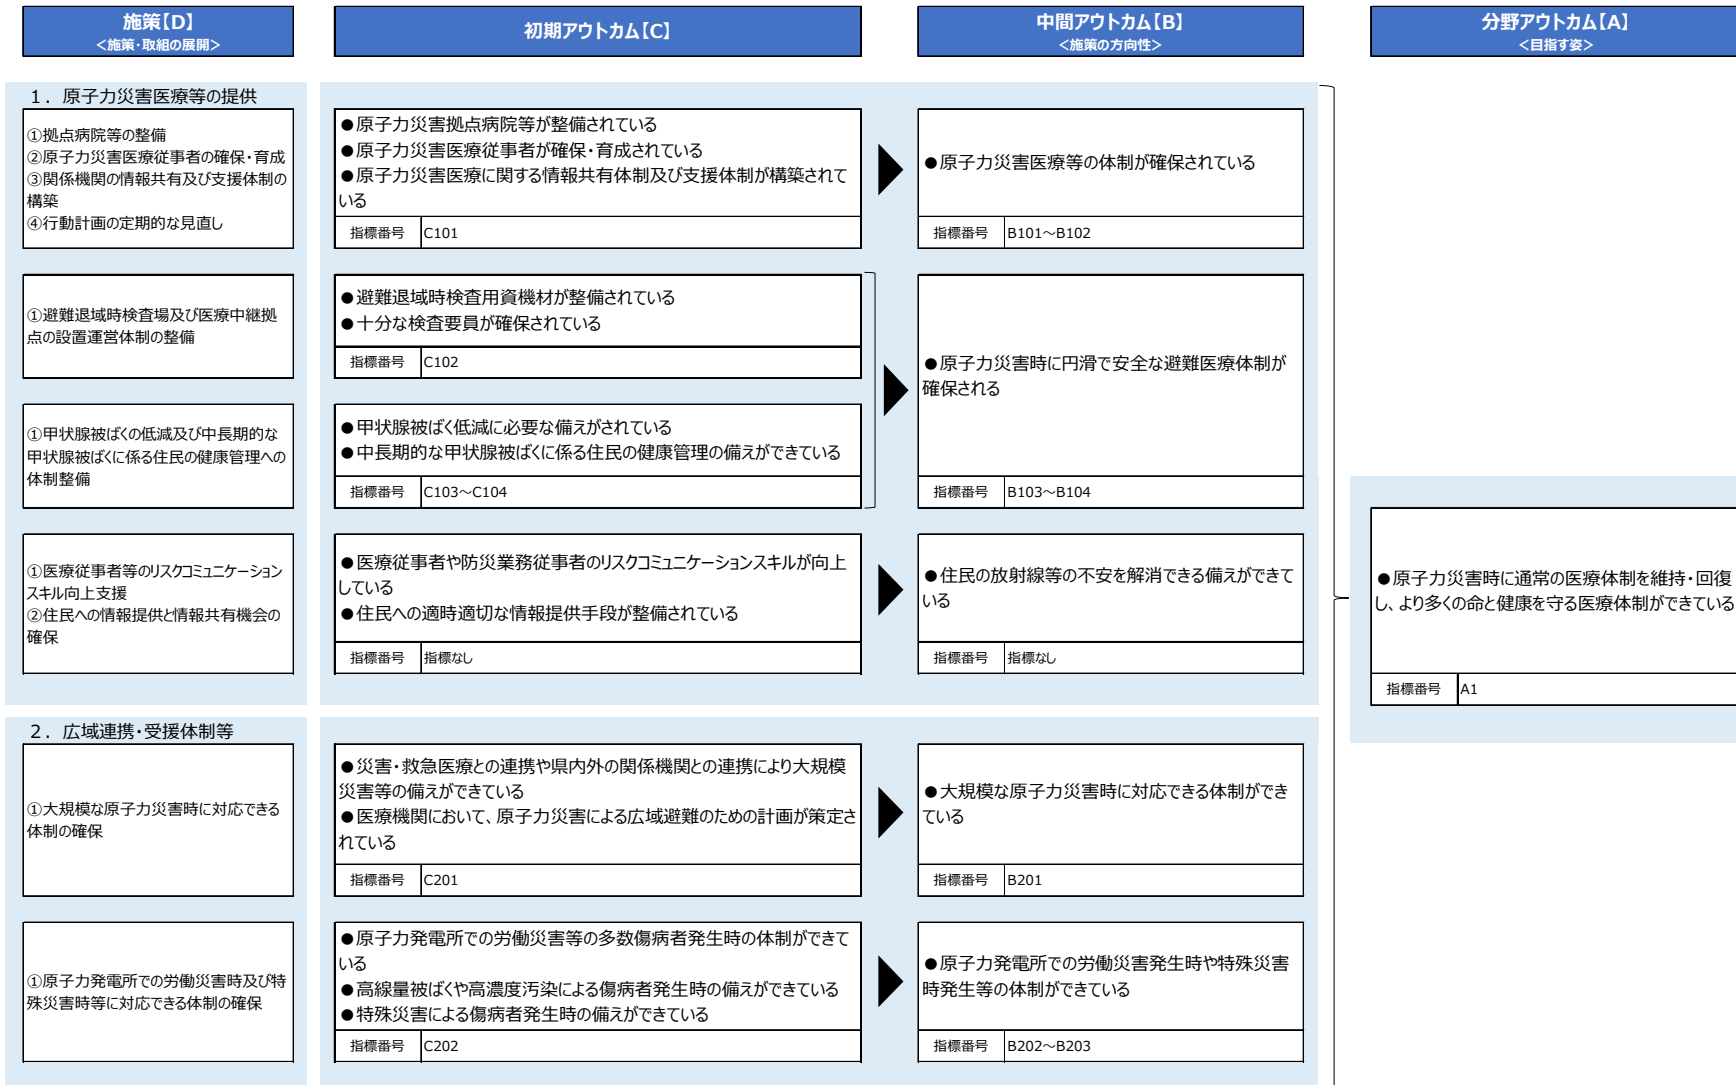 施策【D】
<施策・取組の展開>
初期アウトカム【C】
中間アウトカム【B】
<施策の方向性>
分野アウトカム【A】
<目指す姿>
1．原子力災害医療等の提供
①拠点病院等の整備
②原子力災害医療従事者の確保・育成
③関係機関の情報共有及び支援体制の
構築
④行動計画の定期的な見直し
●原子力災害拠点病院等が整備されている
●原子力災害医療従事者が確保・育成されている
●原子力災害医療に関する情報共有体制及び支援体制が構築されて
いる
指標番号 C101
●原子力災害医療等の体制が確保されている
指標番号 B101～B102
①避難退域時検査場及び医療中継拠
点の設置運営体制の整備
●避難退域時検査用資機材が整備されている
●十分な検査要員が確保されている
指標番号 C102
●原子力災害時に円滑で安全な避難医療体制が
確保される
指標番号 B103～B104
①甲状腺被ばくの低減及び中長期的な
甲状腺被ばくに係る住民の健康管理への
体制整備
●甲状腺被ばく低減に必要な備えがされている
●中長期的な甲状腺被ばくに係る住民の健康管理の備えができている
指標番号 C103～C104
①医療従事者等のリスクコミュニケーション
スキル向上支援
②住民への情報提供と情報共有機会の
確保
●医療従事者や防災業務従事者のリスクコミュニケーションスキルが向上
している
●住民への適時適切な情報提供手段が整備されている
指標番号 指標なし
●住民の放射線等の不安を解消できる備えができて
いる
指標番号 指標なし
●原子力災害時に通常の医療体制を維持・回復
し、より多くの命と健康を守る医療体制ができている
指標番号 A1
2．広域連携・受援体制等
①大規模な原子力災害時に対応できる
体制の確保
●災害・救急医療との連携や県内外の関係機関との連携により大規模
災害等の備えができている
●医療機関において、原子力災害による広域避難のための計画が策定さ
れている
指標番号 C201
●大規模な原子力災害時に対応できる体制ができ
ている
指標番号 B201
①原子力発電所での労働災害時及び特
殊災害時等に対応できる体制の確保
●原子力発電所での労働災害等の多数傷病者発生時の体制ができて
いる
●高線量被ばくや高濃度汚染による傷病者発生時の備えができている
●特殊災害による傷病者発生時の備えができている
指標番号 C202
●原子力発電所での労働災害発生時や特殊災害
時発生等の体制ができている
指標番号 B202～B203